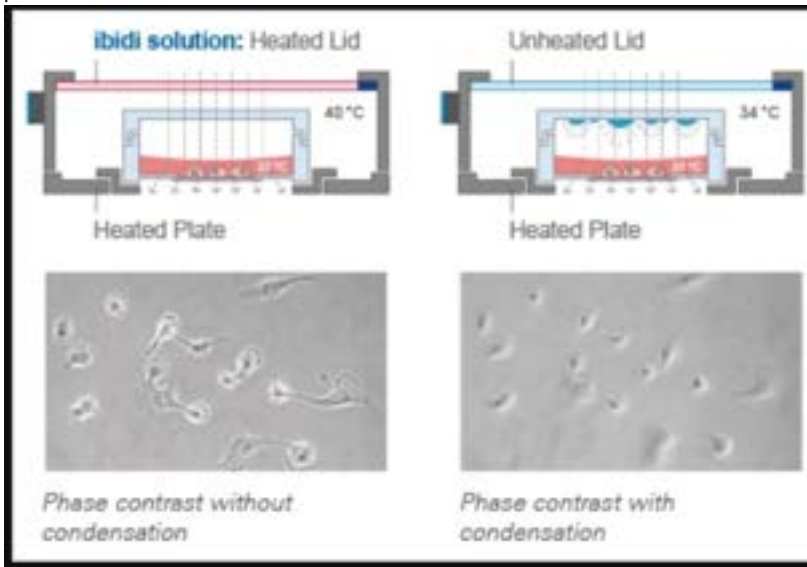 ibidi solution: Heated Lid
Unheated Lid
40 °C
34 °C
37 °C
Heated Plate
Heated Plate
Phase contrast without
condensation
Phase contrast with
condensation